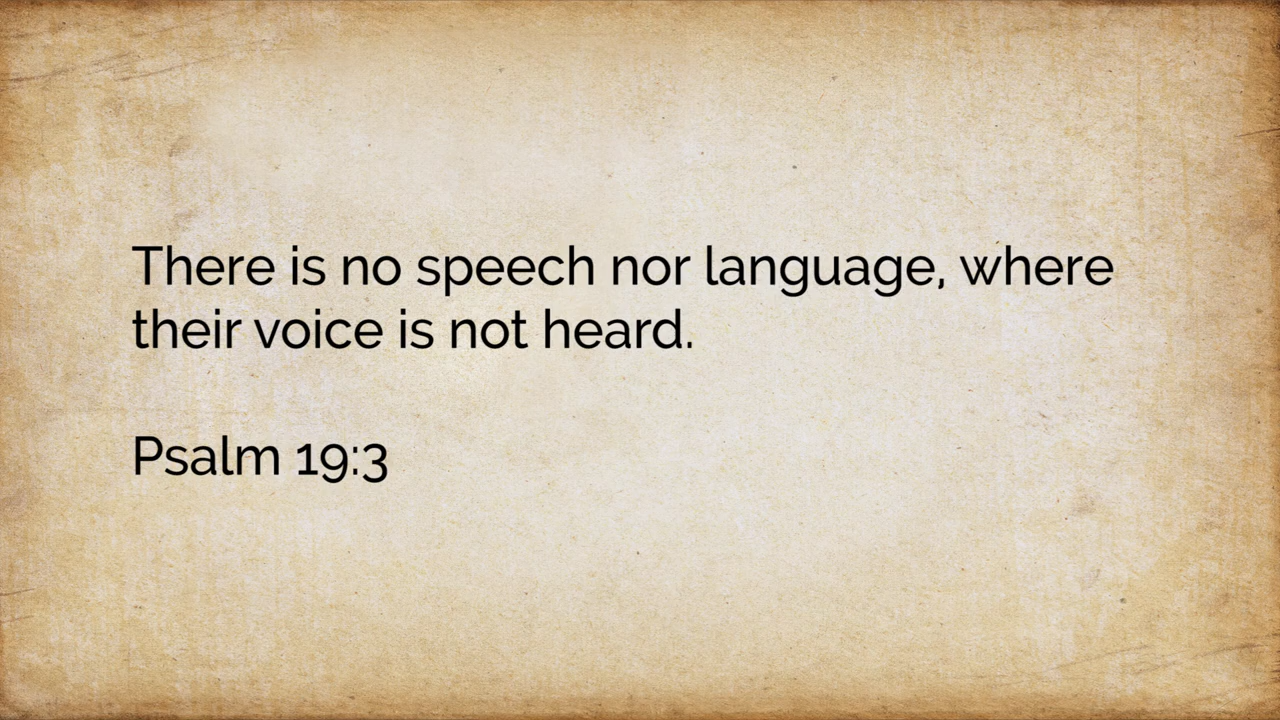 There is no speech nor language, where
their voice is not heard.
Psalm 19:3